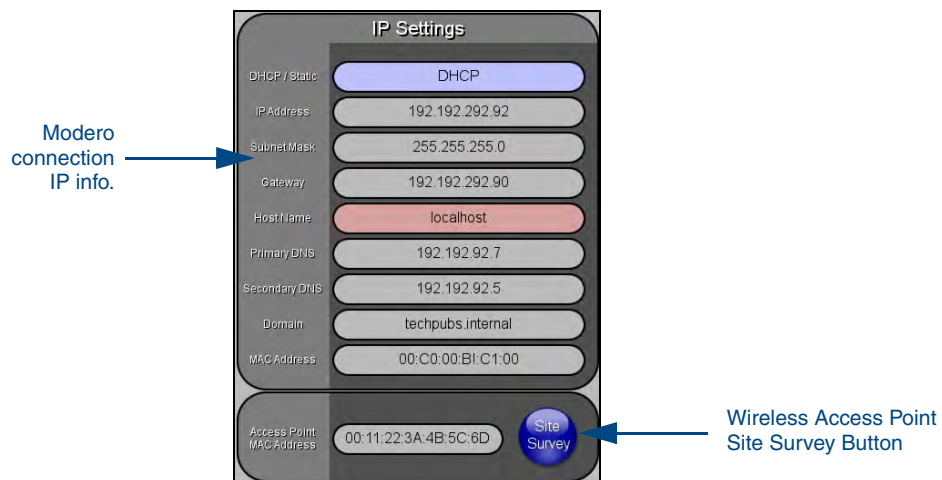 IP Settings
DHCP / Static
DHCP
IP Address
192.192.292.92
Subnet Mask
255.255.255.0
Gateway
192.192.292.90
Host Name
localhost
Primary DNS
192.192.92.7
Secondary DNS
192.192.92.5
Domain
techpubs.internal
MAC Address
00:C0:00:BI:C1:00
Modero
connection
IP info.
Access Point
MAC Address
00:11:22:3A:4B:5C:6D
Site
Survey
Wireless Access Point
Site Survey Button